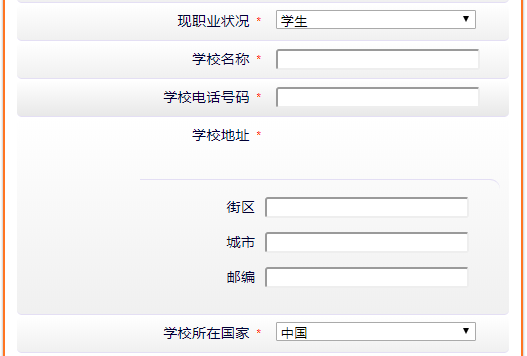 现职业状况 * 学生
学校名称 *
学校电话号码 *
学校地址 *
街区
城市
邮编
学校所在国家 * 中国